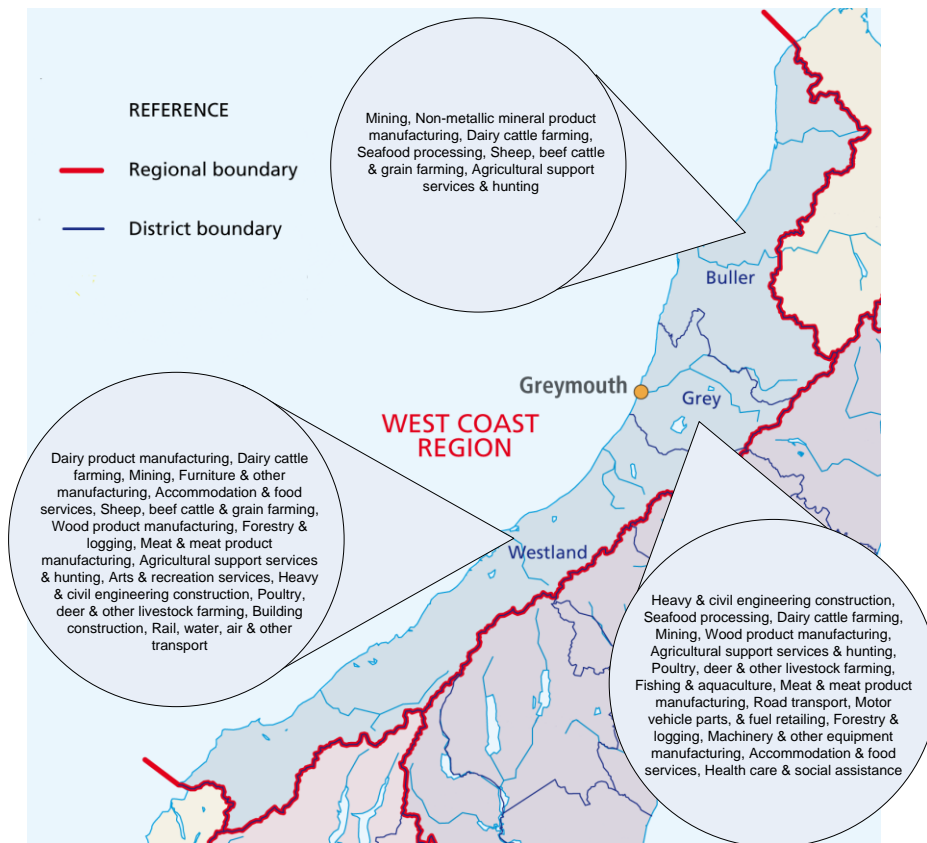 REFERENCE
Regional boundary
District boundary
Mining, Non-metallic mineral product
manufacturing, Dairy cattle farming,
Seafood processing, Sheep, beef cattle
& grain farming, Agricultural support
services & hunting
Buller
Greymouth
Grey
WEST COAST
REGION
Dairy product manufacturing, Dairy cattle
farming, Mining, Furniture & other
manufacturing, Accommodation & food
services, Sheep, beef cattle & grain farming,
Wood product manufacturing, Forestry &
logging, Meat & meat product
manufacturing, Agricultural support services
& hunting, Arts & recreation services, Heavy
& civil engineering construction, Poultry,
deer & other livestock farming, Building
construction, Rail, water, air & other
transport
Westland
Heavy & civil engineering construction,
Seafood processing, Dairy cattle farming,
Mining, Wood product manufacturing,
Agricultural support services & hunting,
Poultry, deer & other livestock farming,
Fishing & aquaculture, Meat & meat product
manufacturing, Road transport, Motor
vehicle parts, & fuel retailing, Forestry &
logging, Machinery & other equipment
manufacturing, Accommodation & food
services, Health care & social assistance